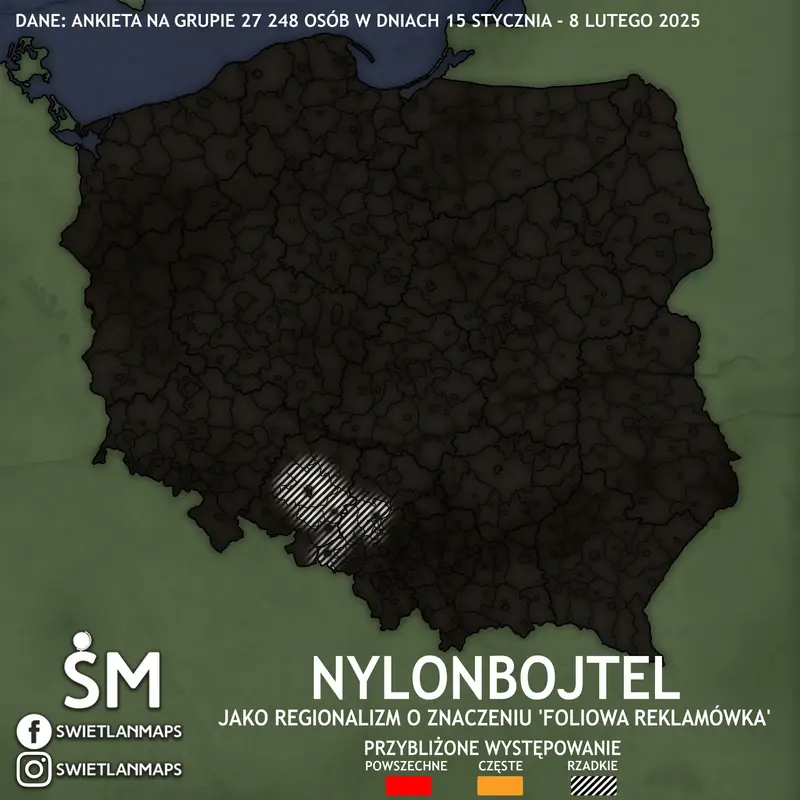 DANE: ANKIETA NA GRUPIE 27 248 OSÓB W DNIACH 15 STYCZNIA - 8 LUTEGO 2025
ŚM
NYLONBOJTEL
JAKO REGIONALIZM O ZNACZENIU 'FOLIOWA REKLAMÓWKA'
SWIETLANMAPS
SWIETLANMAPS
PRZYBLIŻONE WYSTĘPOWANIE
POWSZECHNE CZĘSTE RZADKIE